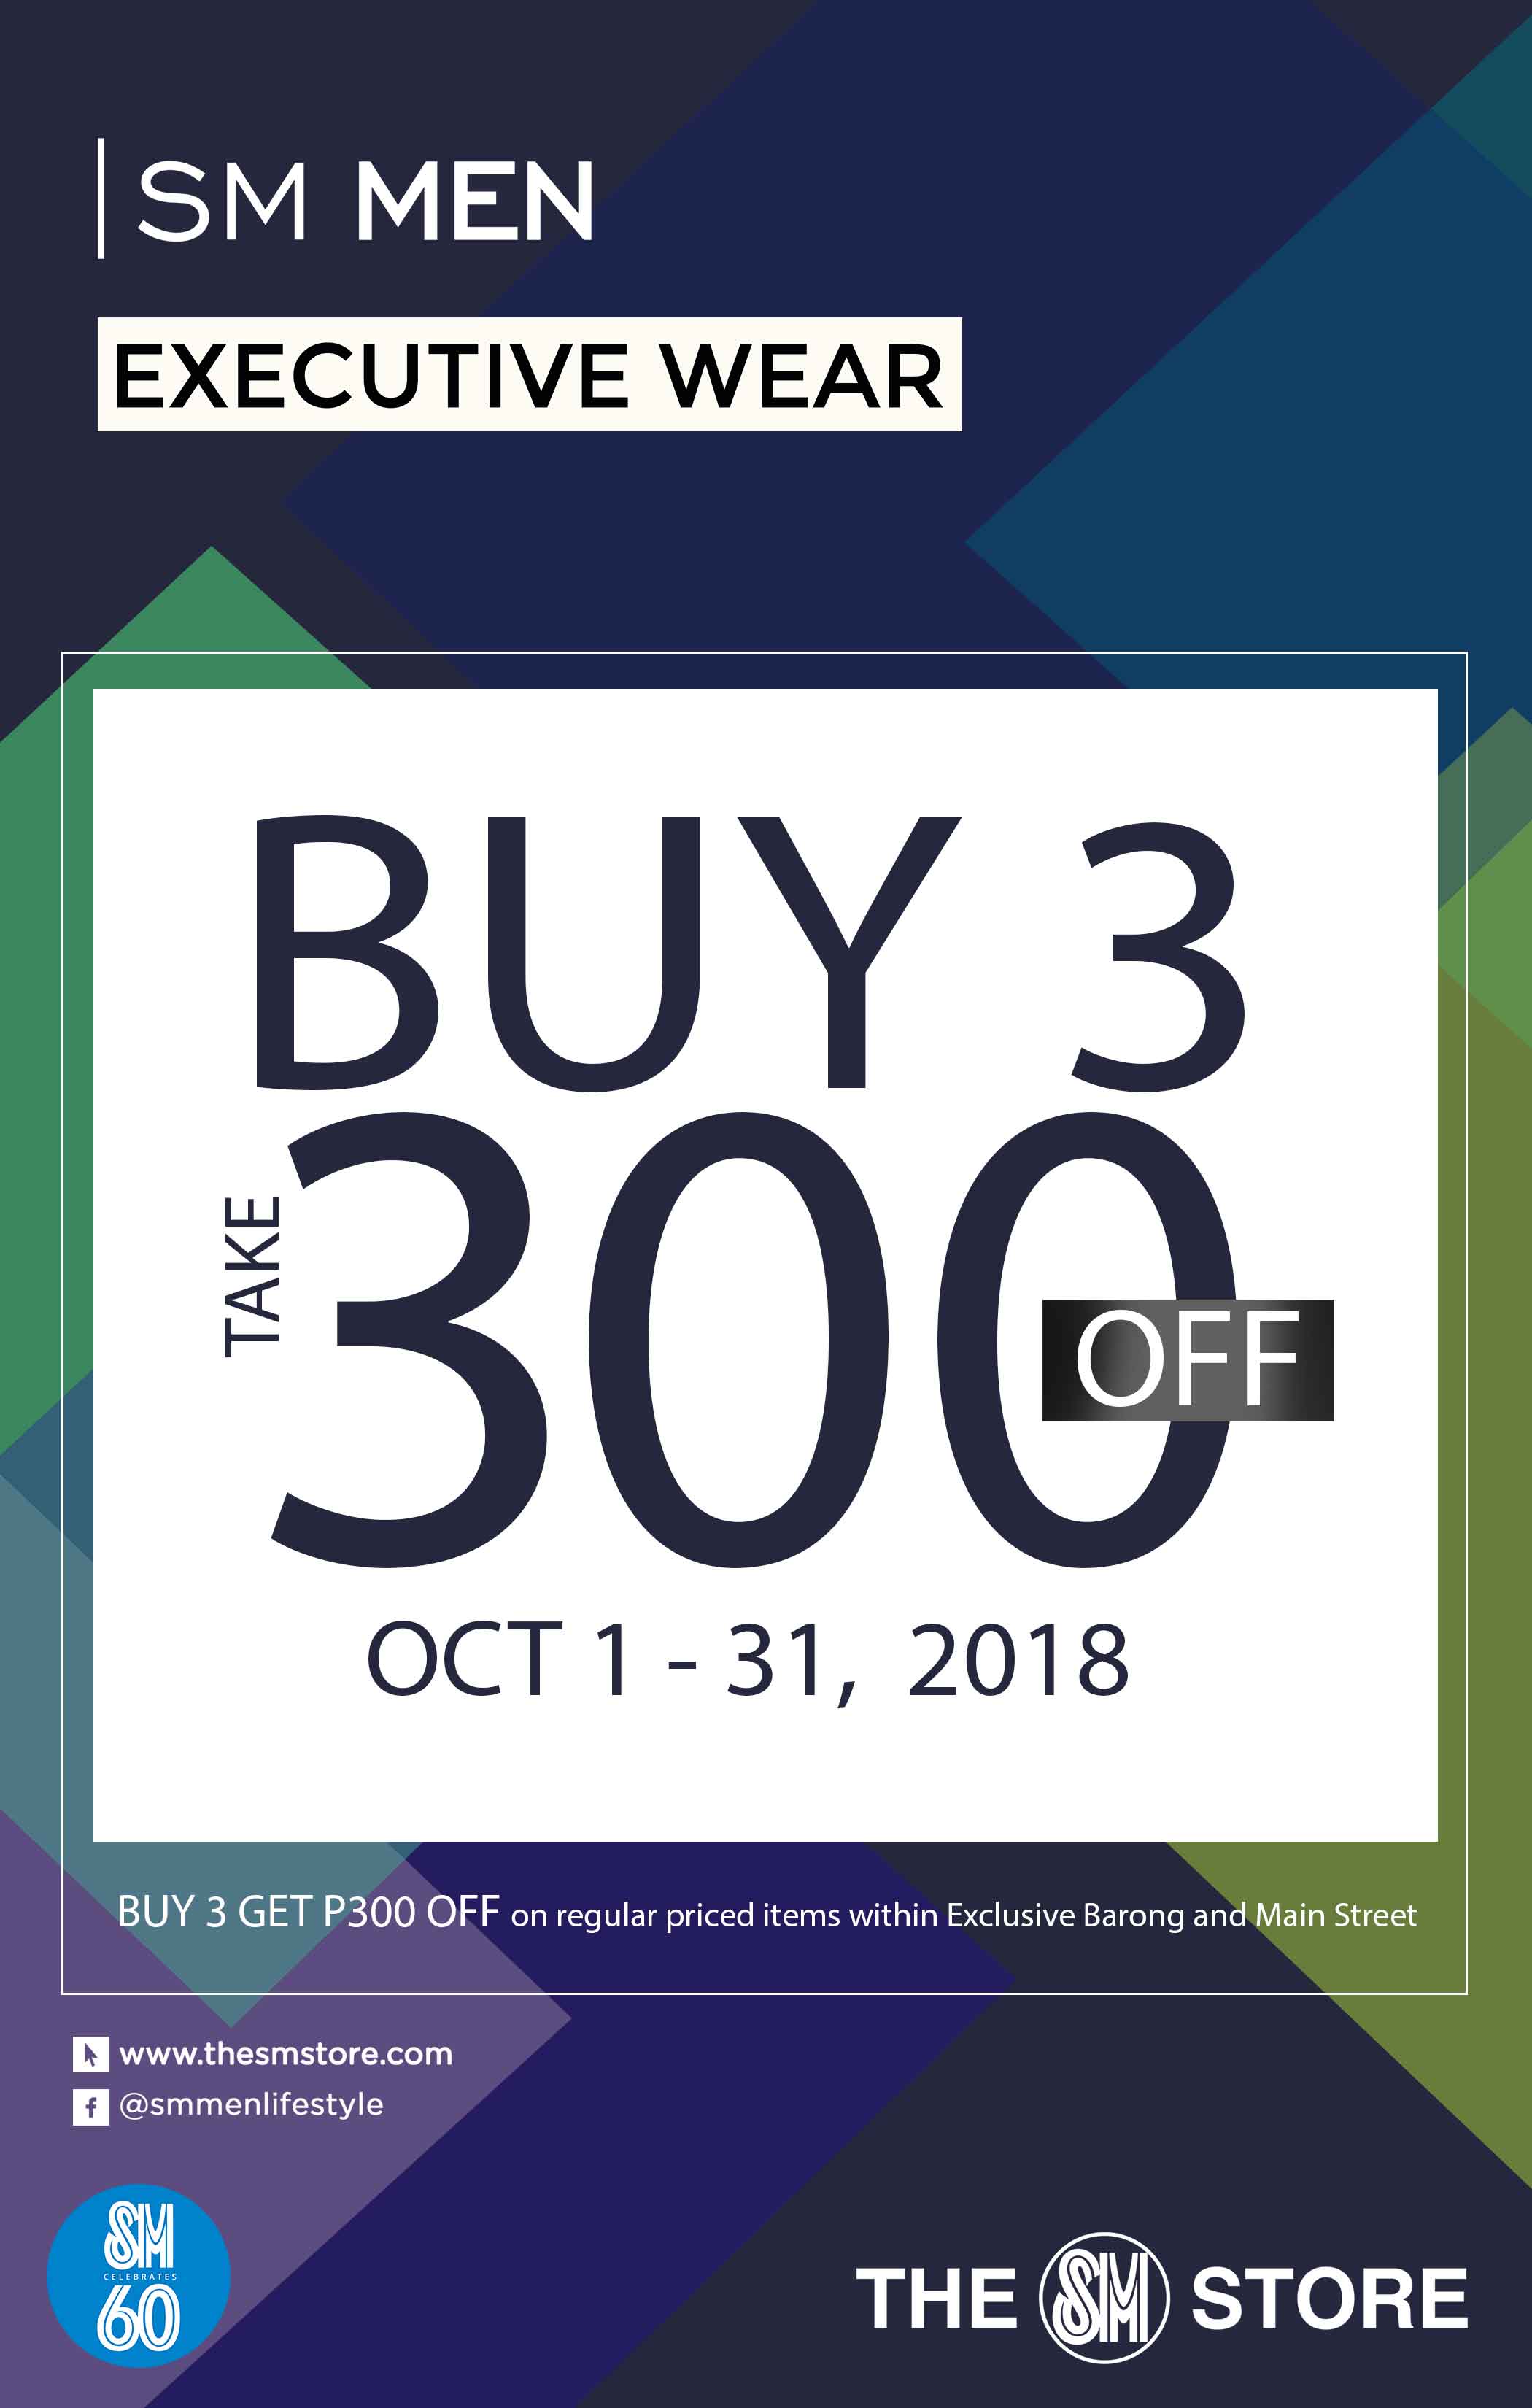 SM MEN
EXECUTIVE WEAR
BUY 3
TAKE
300
OFF
OCT 1 - 31, 2018
BUY 3 GET P300 OFF on regular priced items within Exclusive Barong and Main Street
www.thesmstore.com
@smmenlifestyle
SM
CELEBRATES
60
THE SM STORE